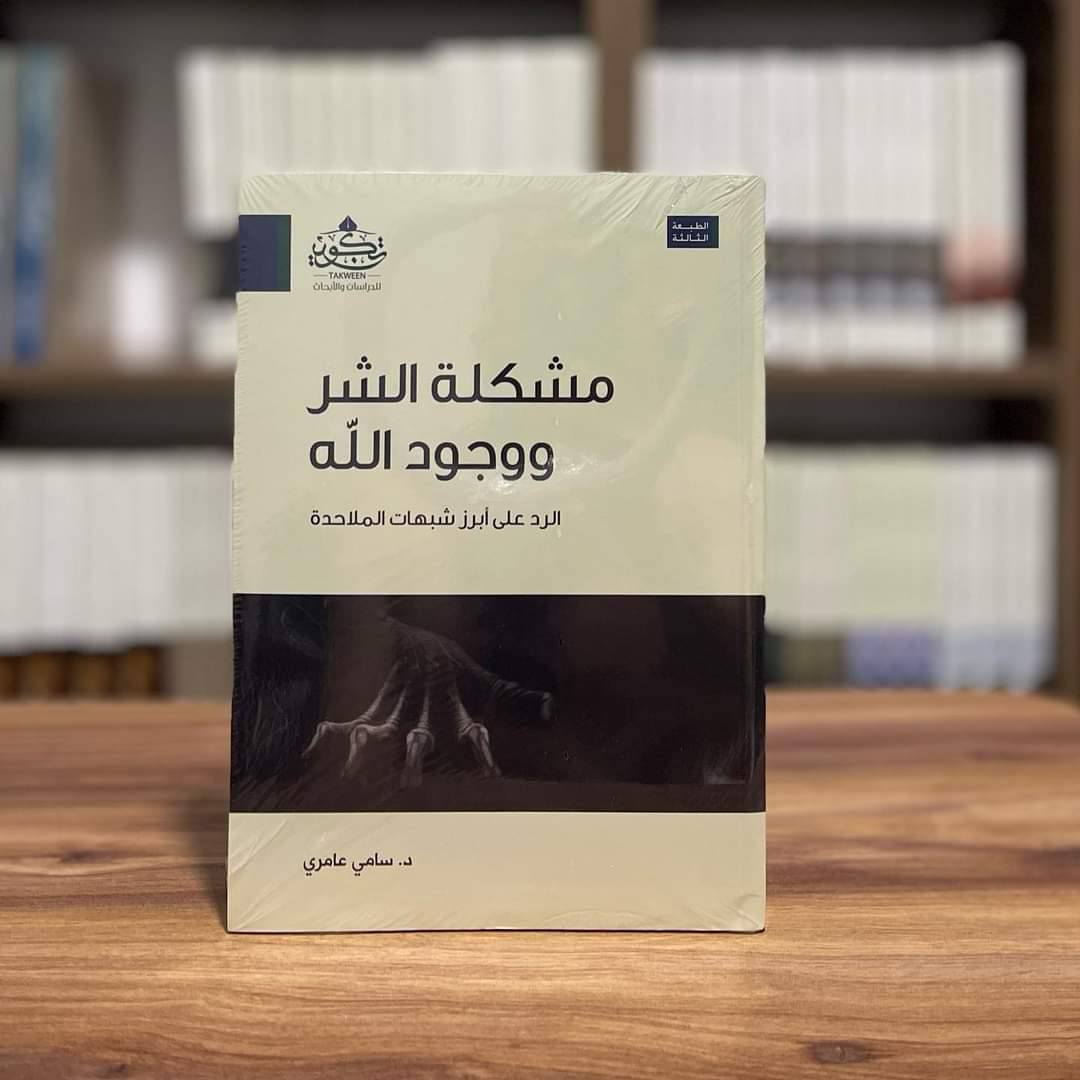 الطبعة
الثالثة
تكوين
TAKWEEN
للدراسات والأبحاث
مشكلة الشر
ووجود الله
الرد على أبرز شبهات الملاحدة
د. سامي عامري